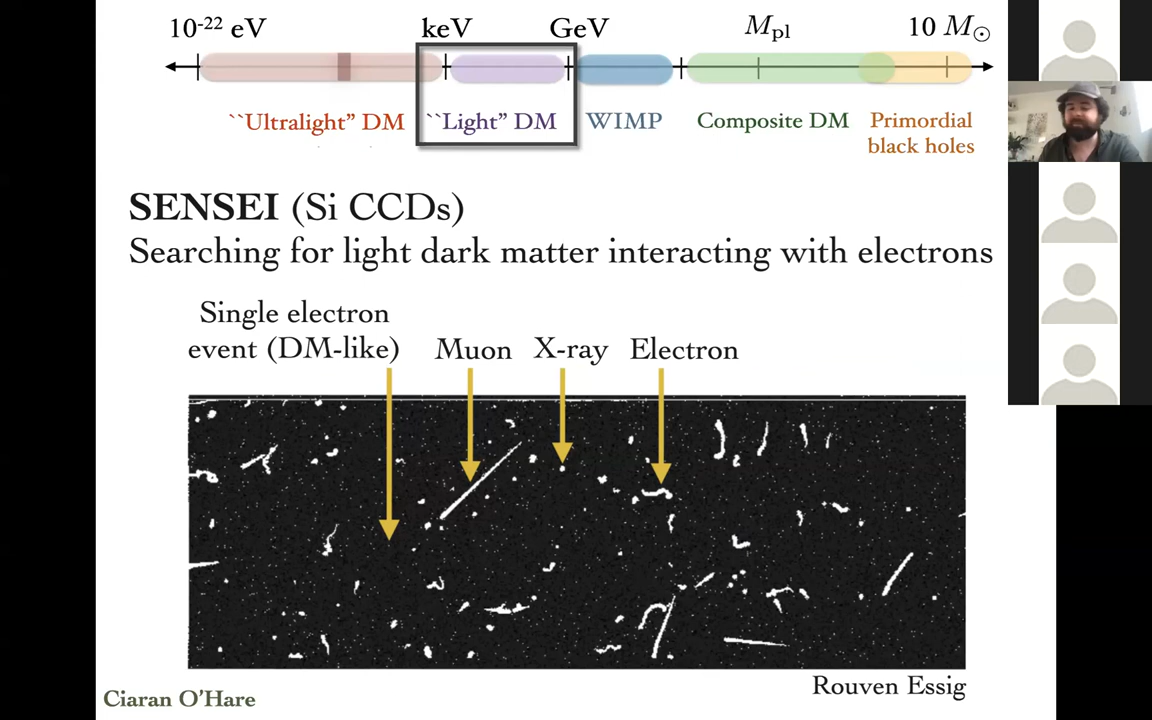 10-22 eV keV GeV Mpl 10 M⊙
``Ultralight” DM ``Light” DM WIMP Composite DM Primordial
black holes
SENSEI (Si CCDs)
Searching for light dark matter interacting with electrons
Single electron
event (DM-like) Muon X-ray Electron
Rouven Essig
Ciaran O'Hare